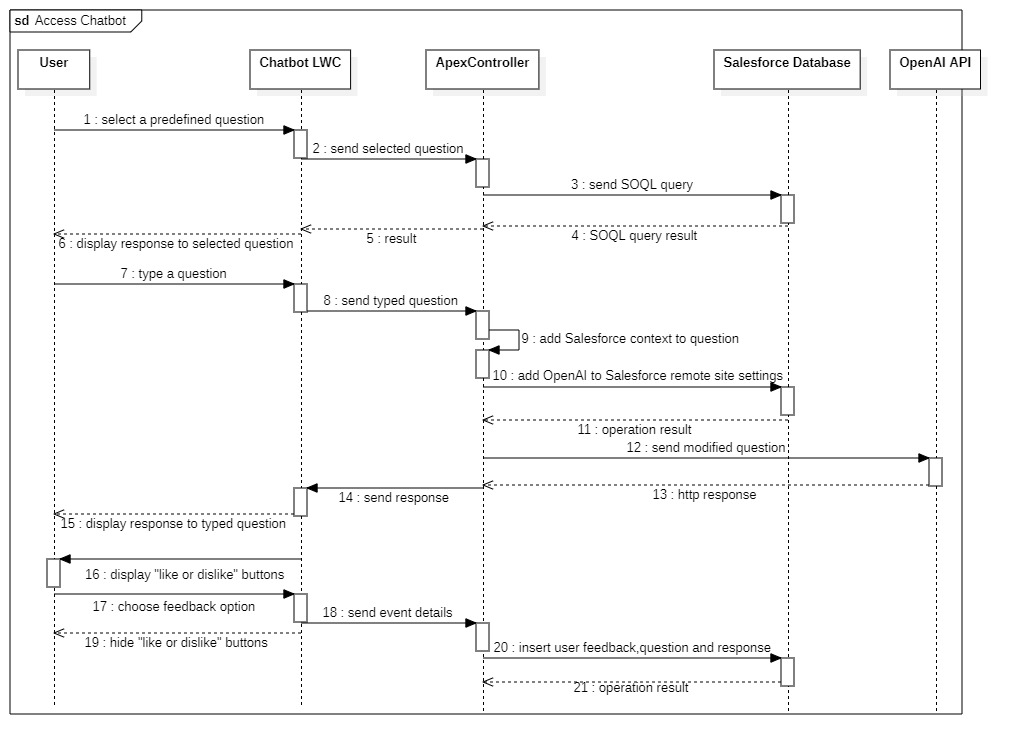 sd Access Chatbot
User
Chatbot LWC
ApexController
Salesforce Database
OpenAI API
1 : select a predefined question
2 : send selected question
3 : send SOQL query
4 : SOQL query result
5 : result
6 : display response to selected question
7 : type a question
8 : send typed question
9 : add Salesforce context to question
10 : add OpenAI to Salesforce remote site settings
11 : operation result
12 : send modified question
13 : http response
14 : send response
15 : display response to typed question
16 : display "like or dislike" buttons
17 : choose feedback option
18 : send event details
19 : hide "like or dislike" buttons
20 : insert user feedback,question and response
21 : operation result